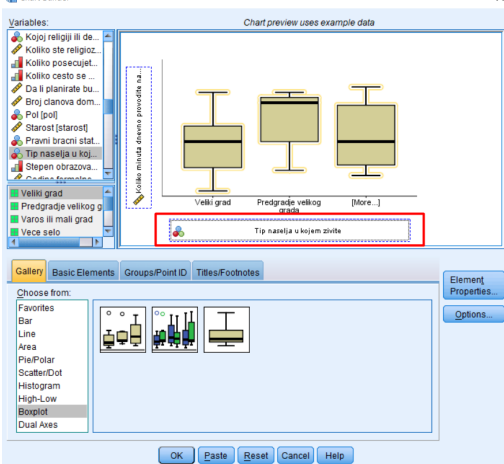 Variables:
Chart preview uses example data
Kojoj religiji ili de...
Koliko ste religioz...
Koliko posecujet...
Koliko cesto se ...
Da li planirate bu...
Broj clanova dom...
Pol [pol]
Starost [starost]
Pravni bracni stat...
Tip naselja u koj...
Stepen obrazova...
Veliki grad
Predgradje velikog g
Varos ili mali grad
Vece selo
Koliko minuta dnevno provodite na...
Veliki grad
Predgradje velikog
grada
[More...]
Tip naselja u kojem zivite
Gallery
Basic Elements
Groups/Point ID
Titles/Footnotes
Choose from:
Favorites
Bar
Line
Area
Pie/Polar
Scatter/Dot
Histogram
High-Low
Boxplot
Dual Axes
Element
Properties...
Options...
OK
Paste
Reset
Cancel
Help